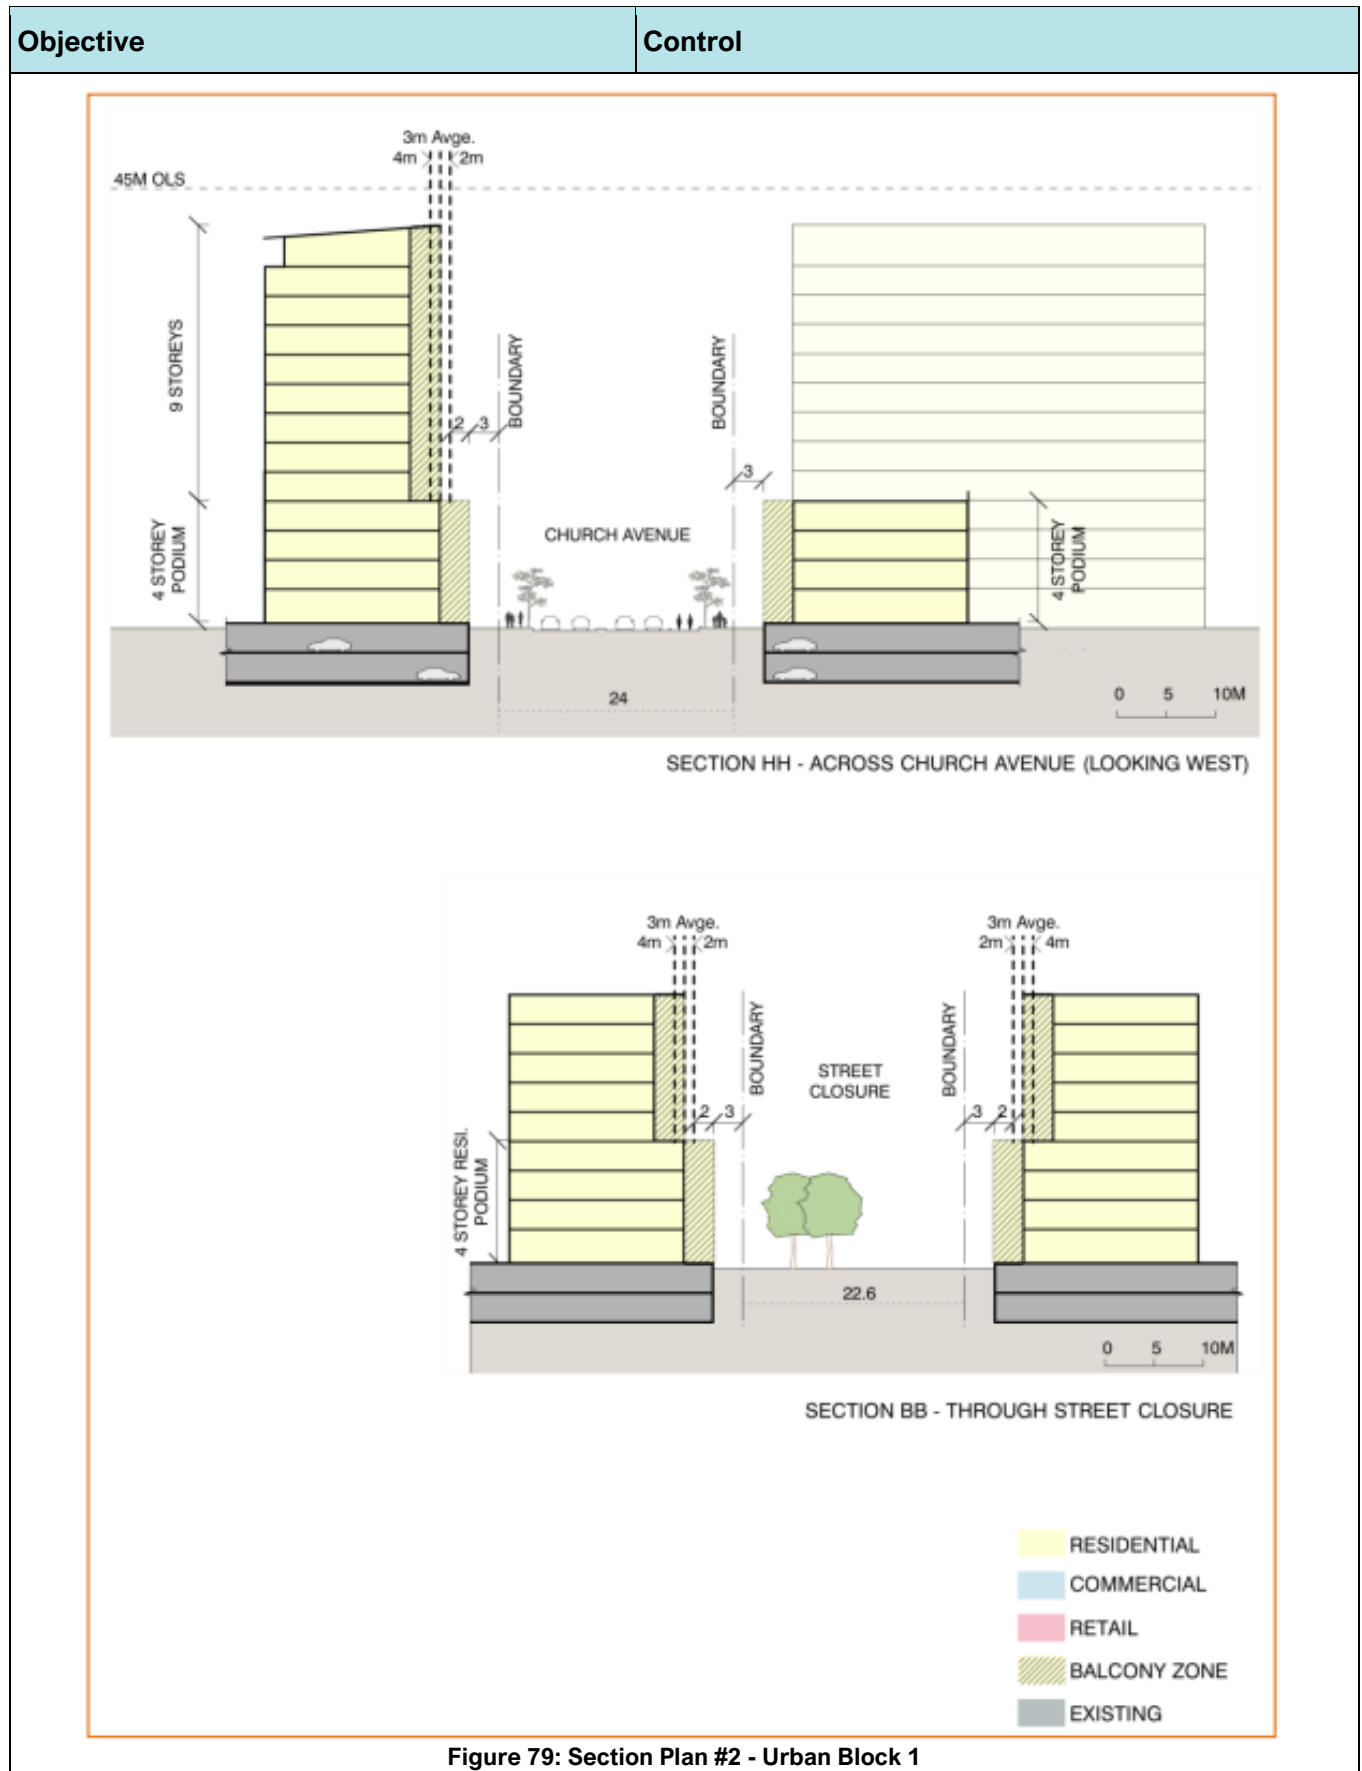 Objective Control
3m Avge.
4m 2m
45M OLS
9 STOREYS
BOUNDARY
BOUNDARY
2 3
3
4 STOREY
PODIUM
CHURCH AVENUE
4 STOREY
PODIUM
24
0 5 10M
SECTION HH - ACROSS CHURCH AVENUE (LOOKING WEST)
3m Avge.
4m 2m
3m Avge.
2m 4m
BOUNDARY
BOUNDARY
STREET
CLOSURE
2 3
3 2
4 STOREY RESI.
PODIUM
22.6
0 5 10M
SECTION BB - THROUGH STREET CLOSURE
RESIDENTIAL
COMMERCIAL
RETAIL
BALCONY ZONE
EXISTING
Figure 79: Section Plan #2 - Urban Block 1